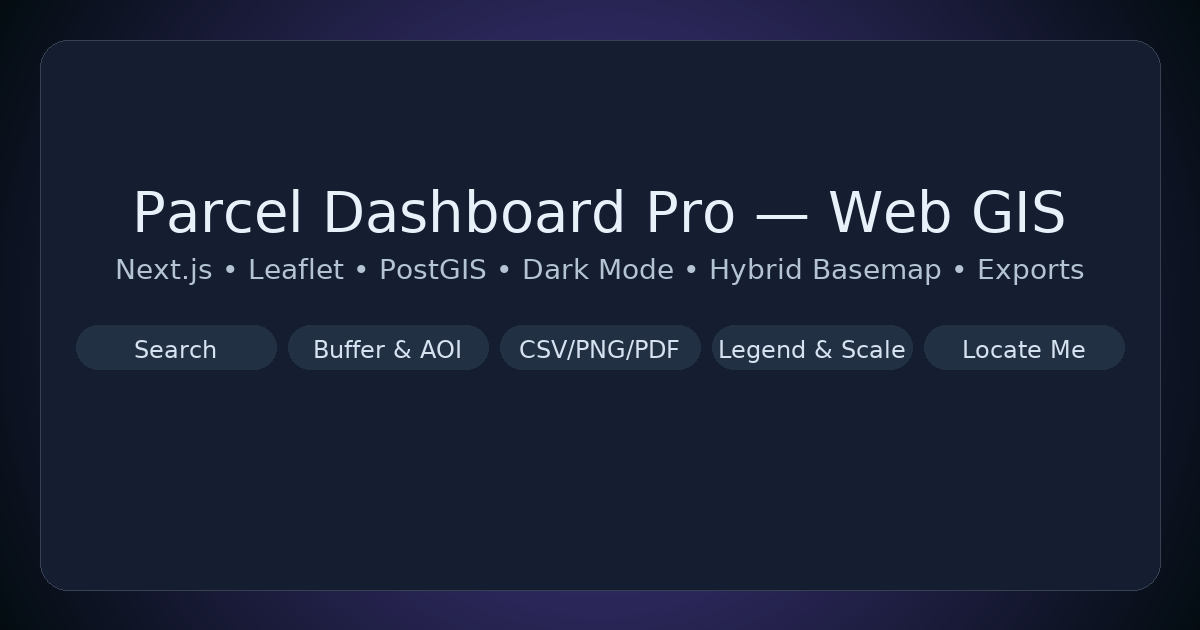 Parcel Dashboard Pro — Web GIS
Next.js • Leaflet • PostGIS • Dark Mode • Hybrid Basemap • Exports
Search
Buffer & AOI
CSV/PNG/PDF
Legend & Scale
Locate Me